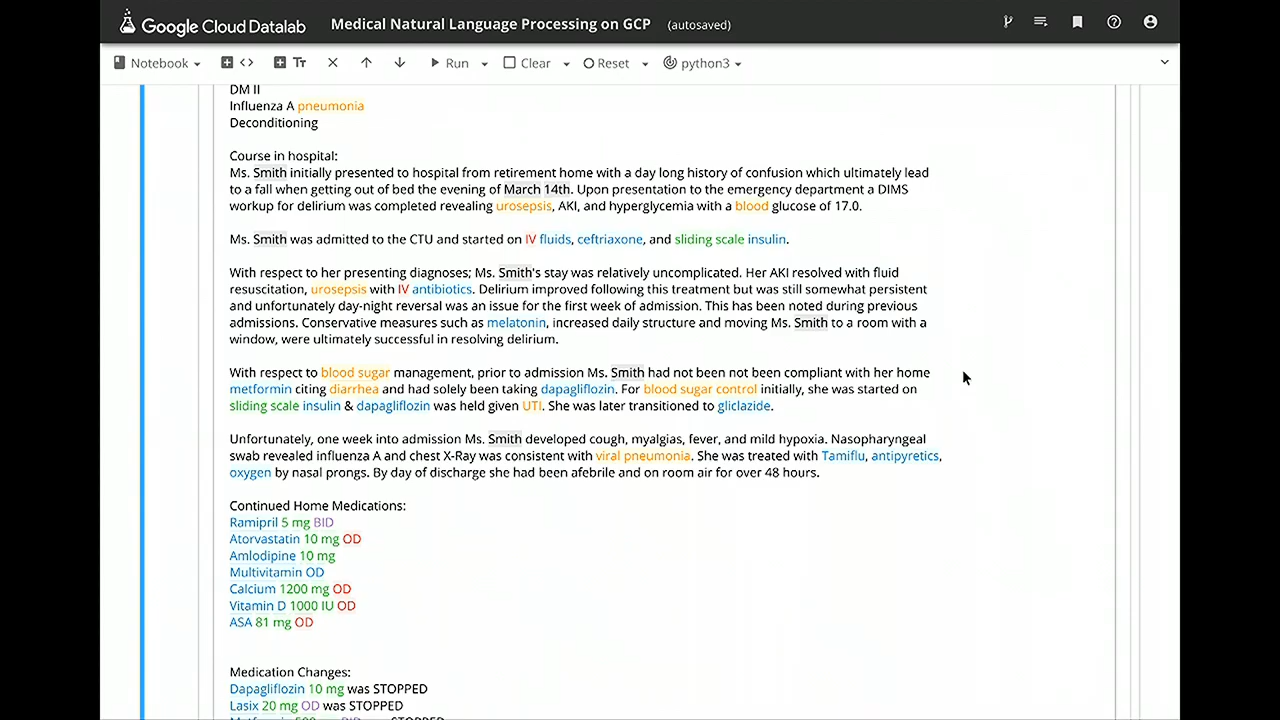 Google Cloud Datalab Medical Natural Language Processing on GCP (autosaved)
Notebook Tr Run Clear Reset python3
DM II
Influenza A pneumonia
Deconditioning
Course in hospital:
Ms. Smith initially presented to hospital from retirement home with a day long history of confusion which ultimately lead
to a fall when getting out of bed the evening of March 14th. Upon presentation to the emergency department a DIMS
workup for delirium was completed revealing urosepsis, AKI, and hyperglycemia with a blood glucose of 17.0.
Ms. Smith was admitted to the CTU and started on IV fluids, ceftriaxone, and sliding scale insulin.
With respect to her presenting diagnoses; Ms. Smith's stay was relatively uncomplicated. Her AKI resolved with fluid
resuscitation, urosepsis with IV antibiotics. Delirium improved following this treatment but was still somewhat persistent
and unfortunately day-night reversal was an issue for the first week of admission. This has been noted during previous
admissions. Conservative measures such as melatonin, increased daily structure and moving Ms. Smith to a room with a
window, were ultimately successful in resolving delirium.
With respect to blood sugar management, prior to admission Ms. Smith had not been not been compliant with her home
metformin citing diarrhea and had solely been taking dapagliflozin. For blood sugar control initially, she was started on
sliding scale insulin & dapagliflozin was held given UTI. She was later transitioned to gliclazide.
Unfortunately, one week into admission Ms. Smith developed cough, myalgias, fever, and mild hypoxia. Nasopharyngeal
swab revealed influenza A and chest X-Ray was consistent with viral pneumonia. She was treated with Tamiflu, antipyretics,
oxygen by nasal prongs. By day of discharge she had been afebrile and on room air for over 48 hours.
Continued Home Medications:
Ramipril 5 mg BID
Atorvastatin 10 mg OD
Amlodipine 10 mg
Multivitamin OD
Calcium 1200 mg OD
Vitamin D 1000 IU OD
ASA 81 mg OD
Medication Changes:
Dapagliflozin 10 mg was STOPPED
Lasix 20 mg OD was STOPPED